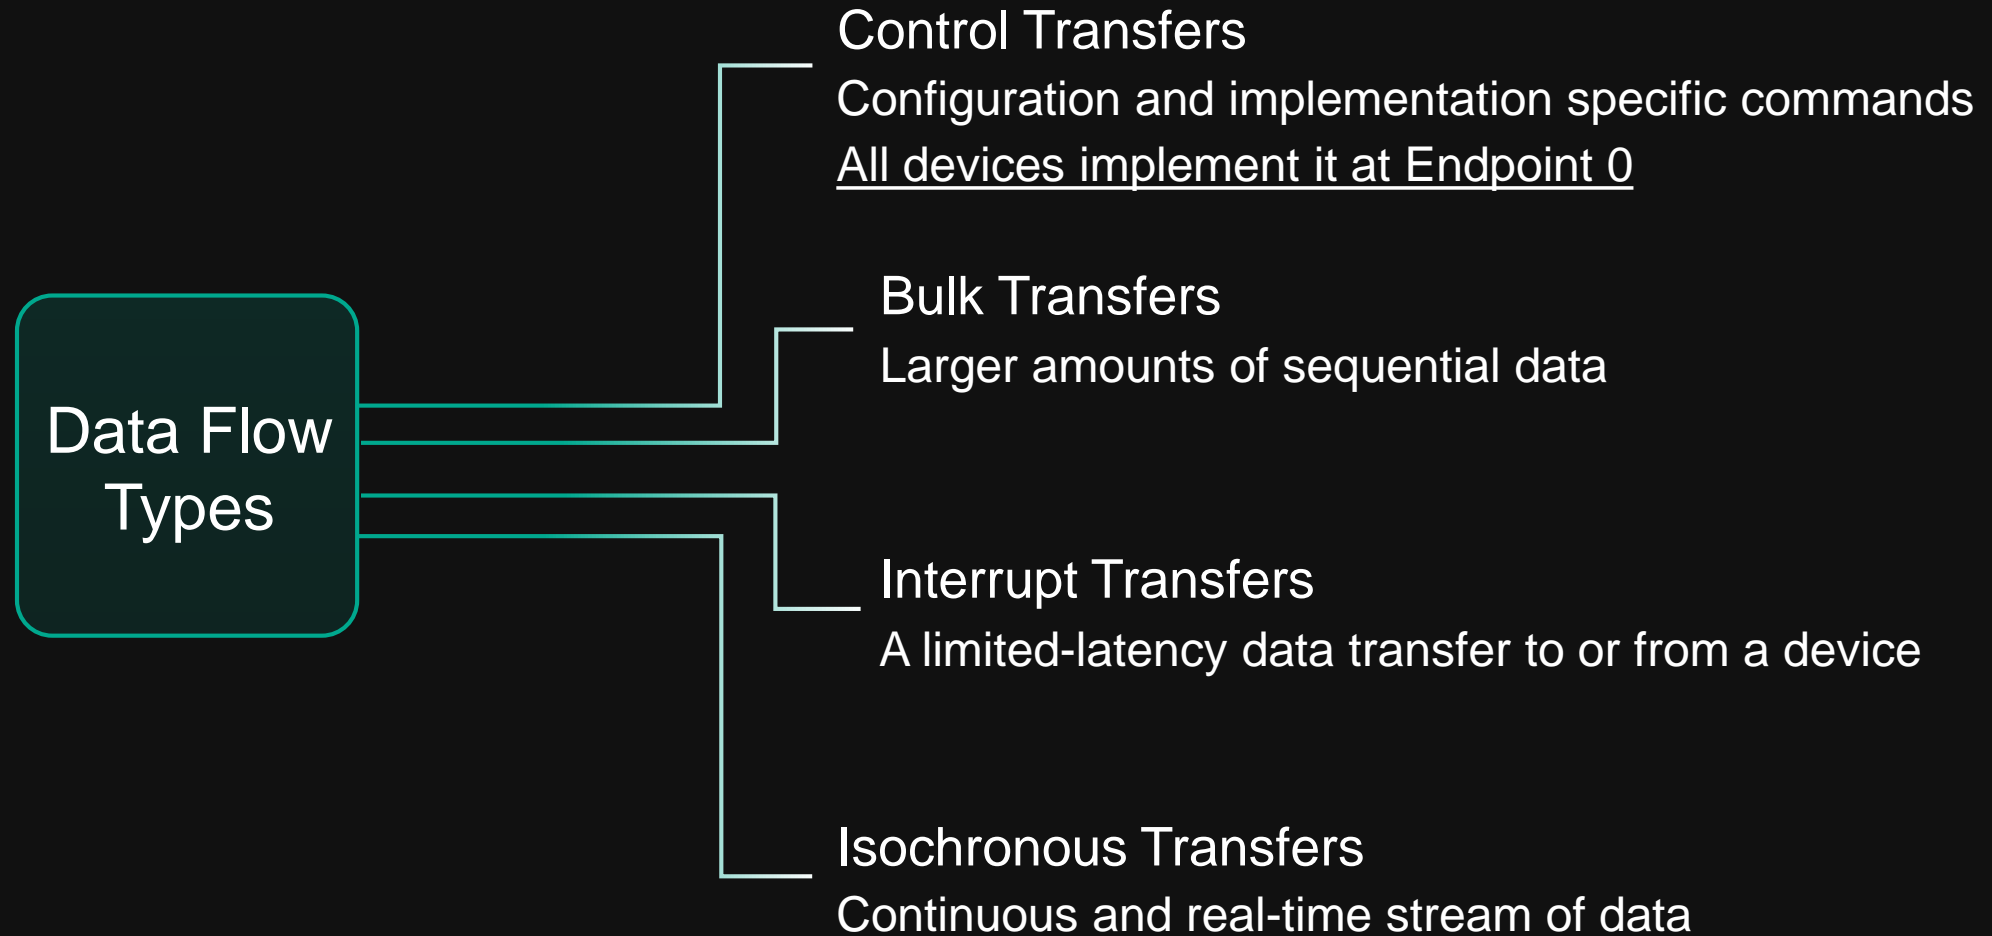 Control Transfers
Configuration and implementation specific commands
All devices implement it at Endpoint 0
Bulk Transfers
Larger amounts of sequential data
Data Flow
Types
Interrupt Transfers
A limited-latency data transfer to or from a device
Isochronous Transfers
Continuous and real-time stream of data